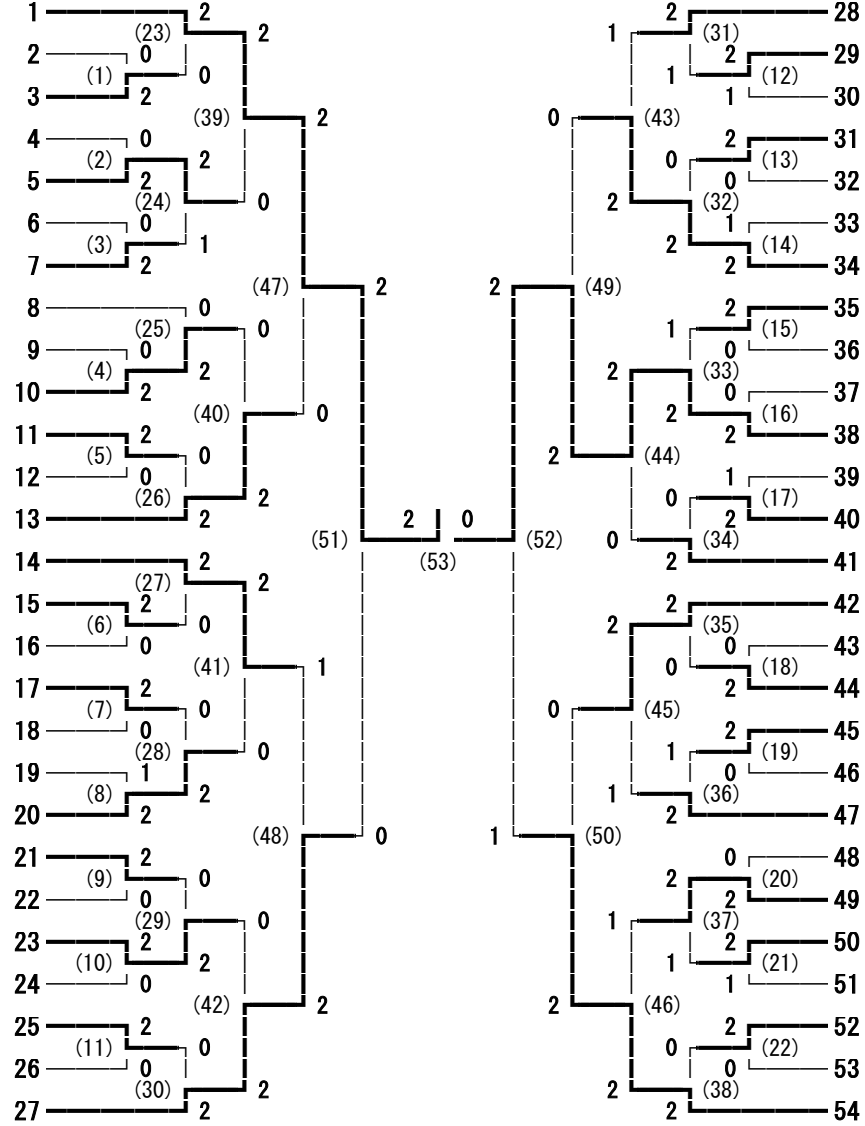 1 2 2 28
(23) 2 1 (31)
2 0 2 29
(1) 0 1 (12)
3 2 1 30
(39) 2 0 (43)
4 0 2 31
(2) 2 0 (13)
5 2 0 32
(24) 0 2 (32)
6 0 1 33
(3) 1 2 (14)
7 2 2 34
(47) 2 2 (49)
8 0 2 35
(25) 0 1 (15)
9 0 0 36
(4) 2 2 (33)
10 2 0 37
(40) 0 2 (16)
11 2 2 38
(5) 0 2 (44)
12 0 1 39
(26) 2 0 (17)
13 2 2 40
(51) 2 0 (52) 0 (34)
(53)
14 2 2 41
(27) 2 2 42
15 2 2 (35)
(6) 0 0 43
16 0 0 (18)
(41) 1 2 44
17 2 0 (45)
(7) 0 2 45
18 0 1 (19)
(28) 0 0 46
19 1 1 (36)
(8) 2 2 47
20 2
(48) 0 1 (50)
21 2 0 48
(9) 0 2 (20)
22 0 2 49
(29) 0 1 (37)
23 2 2 50
(10) 2 1 (21)
24 0 1 51
(42) 2 2 (46)
25 2 2 52
(11) 0 0 (22)
26 0 0 53
(30) 2 2 (38)
27 2 2 54